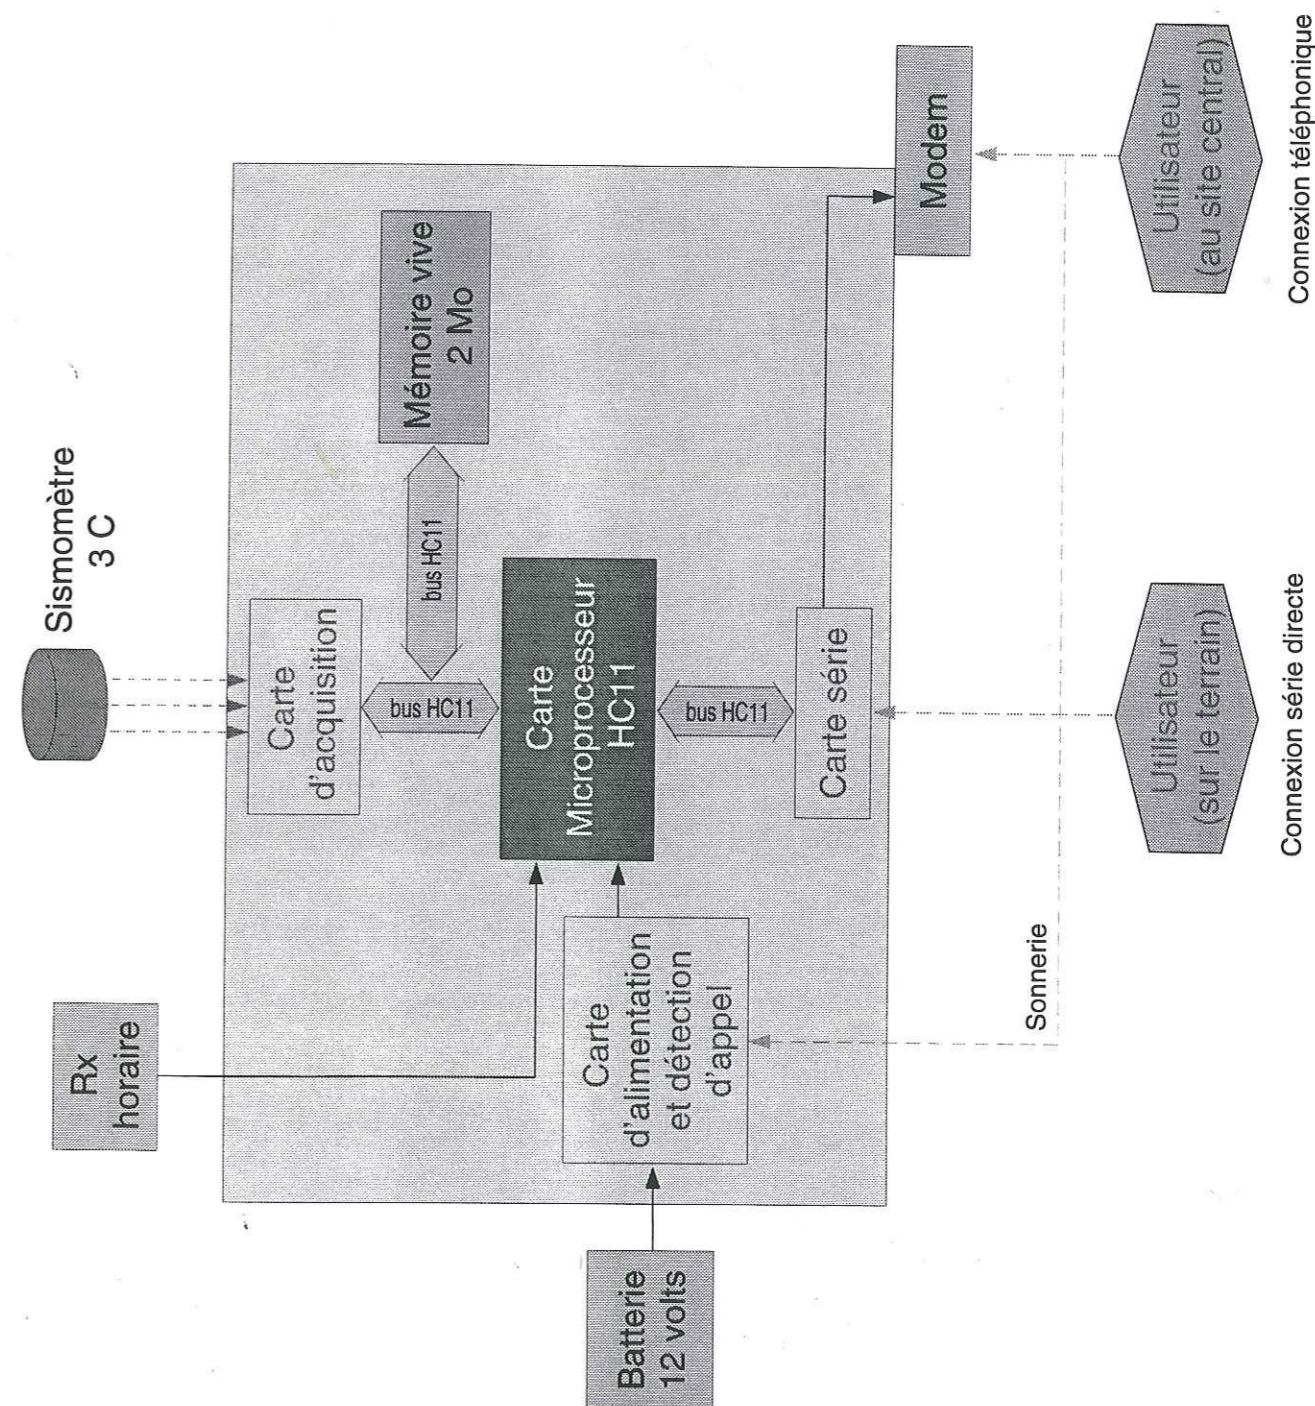 Sismomètre
3 C
Rx
horaire
Carte
d'acquisition
Mémoire vive
2 Mo
bus HC11
bus HC11
Carte
Microprocesseur
HC11
Batterie
12 volts
Carte
d'alimentation
et détection
d'appel
bus HC11
Carte série
Modem
Sonnerie
Utilisateur
(sur le terrain)
Connexion série directe
Utilisateur
(au site central)
Connexion téléphonique